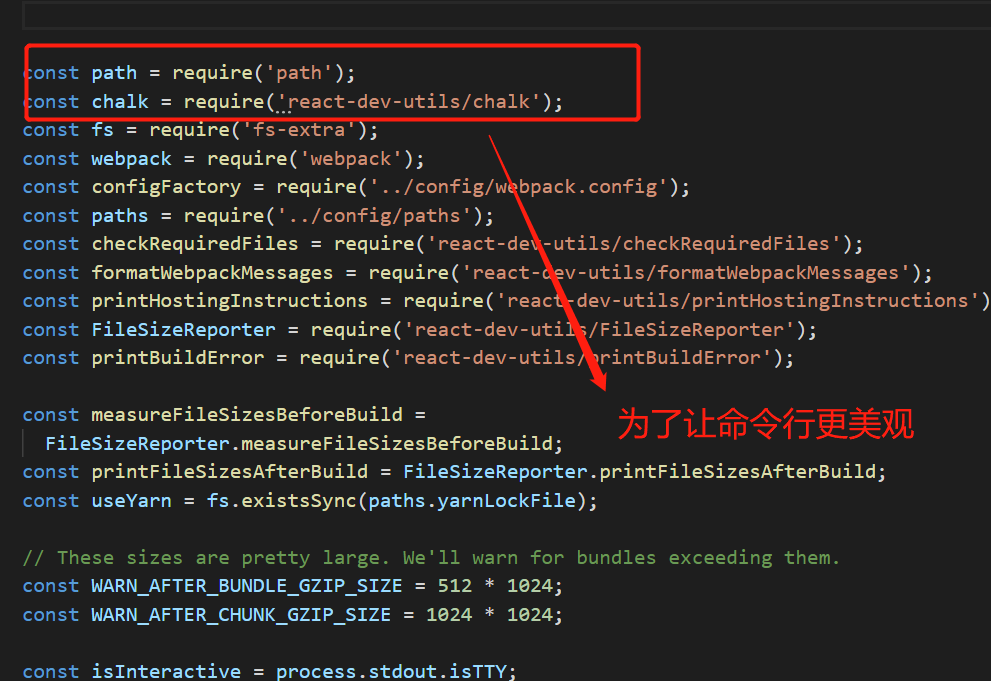 const path = require('path');
const chalk = require('react-dev-utils/chalk');
const fs = require('fs-extra');
const webpack = require('webpack');
const configFactory = require('../config/webpack.config');
const paths = require('../config/paths');
const checkRequiredFiles = require('react-dev-utils/checkRequiredFiles');
const formatWebpackMessages = require('react-dev-utils/formatWebpackMessages');
const printHostingInstructions = require('react-dev-utils/printHostingInstructions')
const FileSizeReporter = require('react-dev-utils/FileSizeReporter');
const printBuildError = require('react-dev-utils/printBuildError');
const measureFileSizesBeforeBuild =
为了让命令行更美观
FileSizeReporter.measureFileSizesBeforeBuild;
const printFileSizesAfterBuild = FileSizeReporter.printFileSizesAfterBuild;
const useYarn = fs.existsSync(paths.yarnLockFile);
// These sizes are pretty large. We'll warn for bundles exceeding them.
const WARN_AFTER_BUNDLE_GZIP_SIZE = 512 * 1024;
const WARN_AFTER_CHUNK_GZIP_SIZE = 1024 * 1024;
const isInteractive = process.stdout.isTTY;